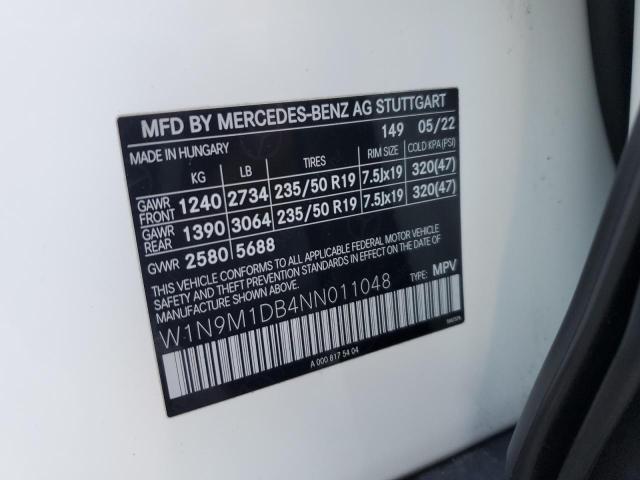 MFD BY MERCEDES-BENZ AG STUTTGART
MADE IN HUNGARY 149 05/22
KG LB TIRES RIM SIZE COLD KPA(PSI)
GAWR FRONT 1240 2734 235/50 R19 7.5Jx19 320(47)
GAWR REAR 1390 3064 235/50 R19 7.5Jx19 320(47)
GVWR 2580 5688
THIS VEHICLE CONFORMS TO ALL APPLICABLE FEDERAL MOTOR VEHICLE
SAFETY AND THEFT PREVENTION STANDARDS IN EFFECT ON THE DATE OF
MANUFACTURE SHOWN ABOVE.
W1N9M1DB4NN011048 TYPE: MPV
A 000 817 54 04